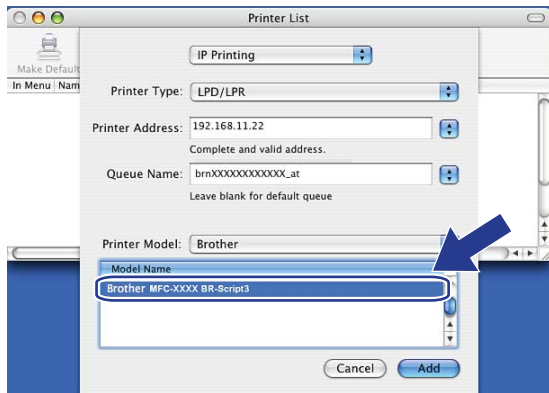 Printer List
IP Printing
Make Default
In Menu Nam
Printer Type: LPD/LPR
Printer Address: 192.168.11.22
Complete and valid address.
Queue Name: brnXXXXXXXXXXXX_at
Leave blank for default queue
Printer Model: Brother
Model Name
Brother MFC-XXXX BR-Script3
Cancel Add